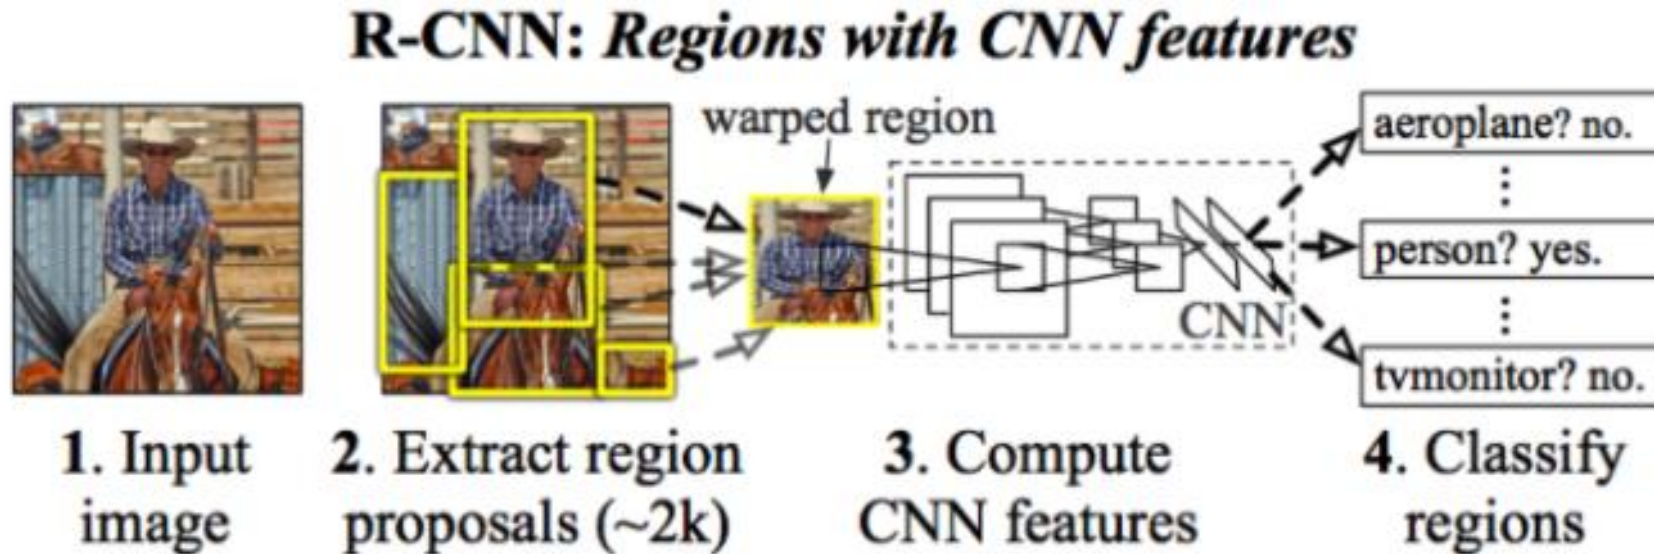 R-CNN: Regions with CNN features
warped region
aeroplane? no.
person? yes.
CNN
tvmonitor? no.
1. Input
image
2. Extract region
proposals (~2k)
3. Compute
CNN features
4. Classify
regions